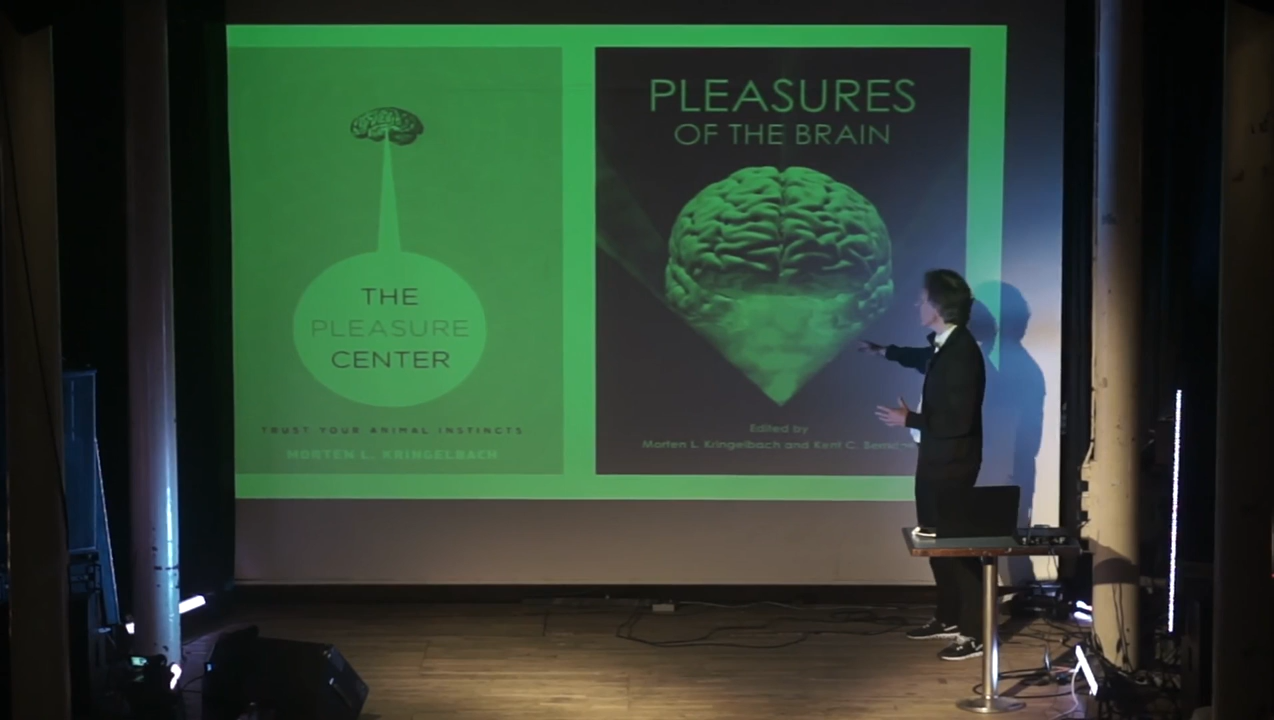 THE
PLEASURE
CENTER
TRUST YOUR ANIMAL INSTINCTS
MORTEN L. KRINGELBACH
PLEASURES
OF THE BRAIN
Edited by
Morten L. Kringelbach and Kent C.